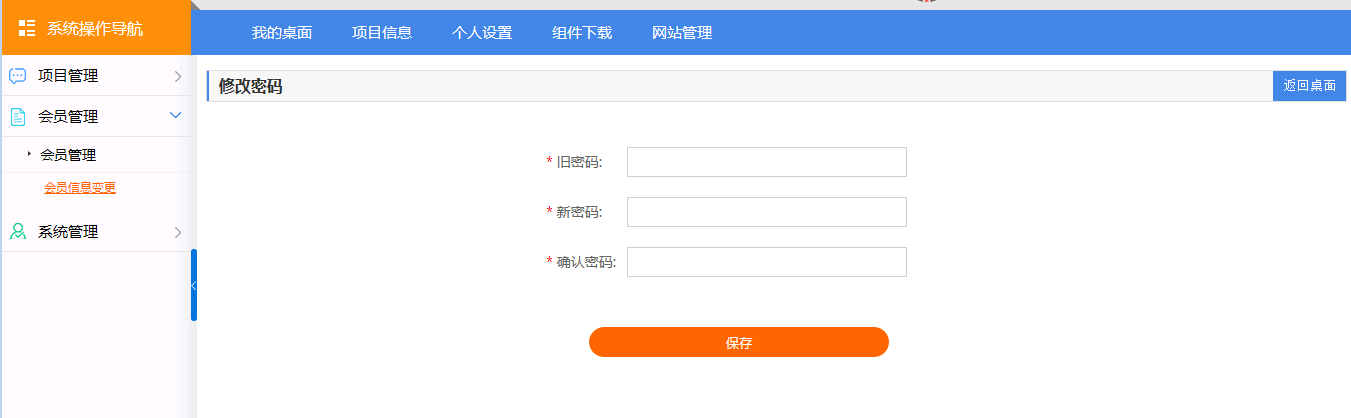 系统操作导航
我的桌面 项目信息 个人设置 组件下载 网站管理
项目管理
会员管理
会员管理
会员信息变更
系统管理
修改密码 返回桌面
* 旧密码:
* 新密码:
* 确认密码:
保存